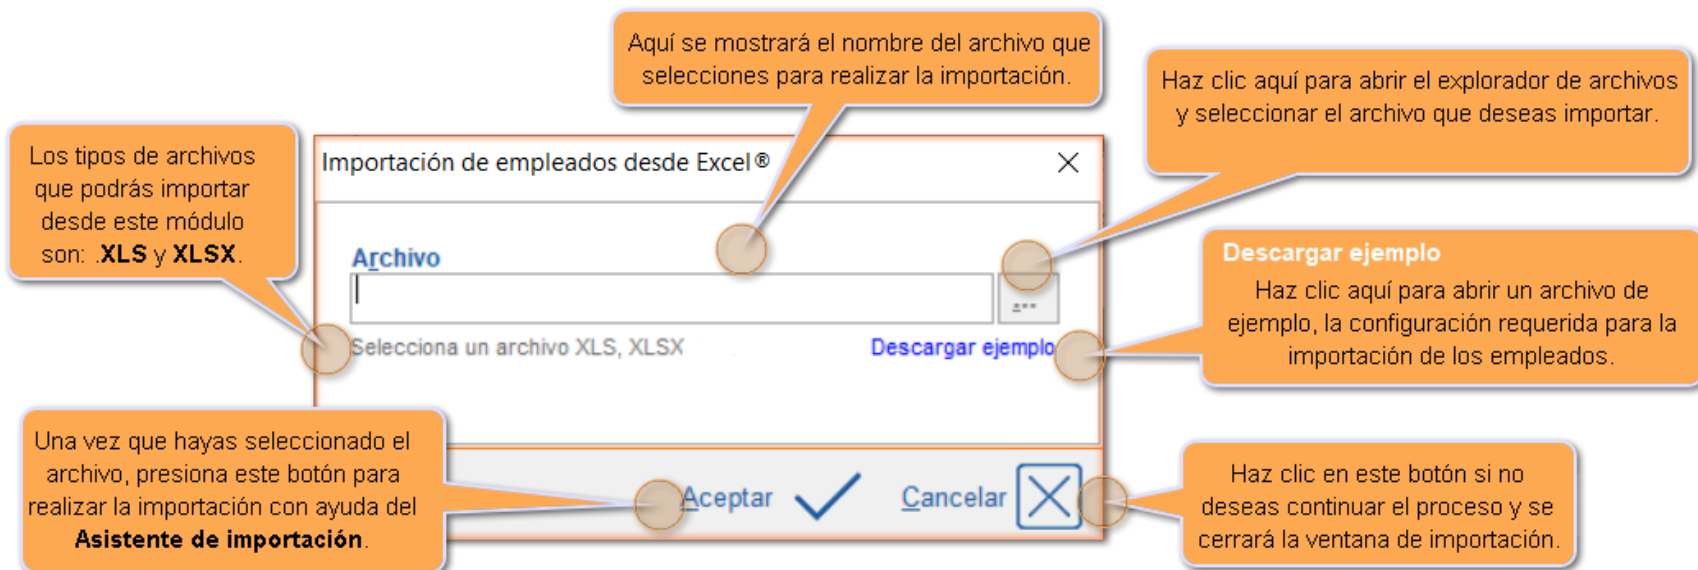 Aquí se mostrará el nombre del archivo que
selecciones para realizar la importación.
Haz clic aquí para abrir el explorador de archivos
y seleccionar el archivo que deseas importar.
Los tipos de archivos
que podrás importar
desde este módulo
son: .XLS y XLSX.
Importación de empleados desde Excel®
Archivo
...
Selecciona un archivo XLS, XLSX
Descargar ejemplo
Descargar ejemplo
Haz clic aquí para abrir un archivo de
ejemplo, la configuración requerida para la
importación de los empleados.
Una vez que hayas seleccionado el
archivo, presiona este botón para
realizar la importación con ayuda del
Asistente de importación.
Aceptar
Cancelar
Haz clic en este botón si no
deseas continuar el proceso y se
cerrará la ventana de importación.